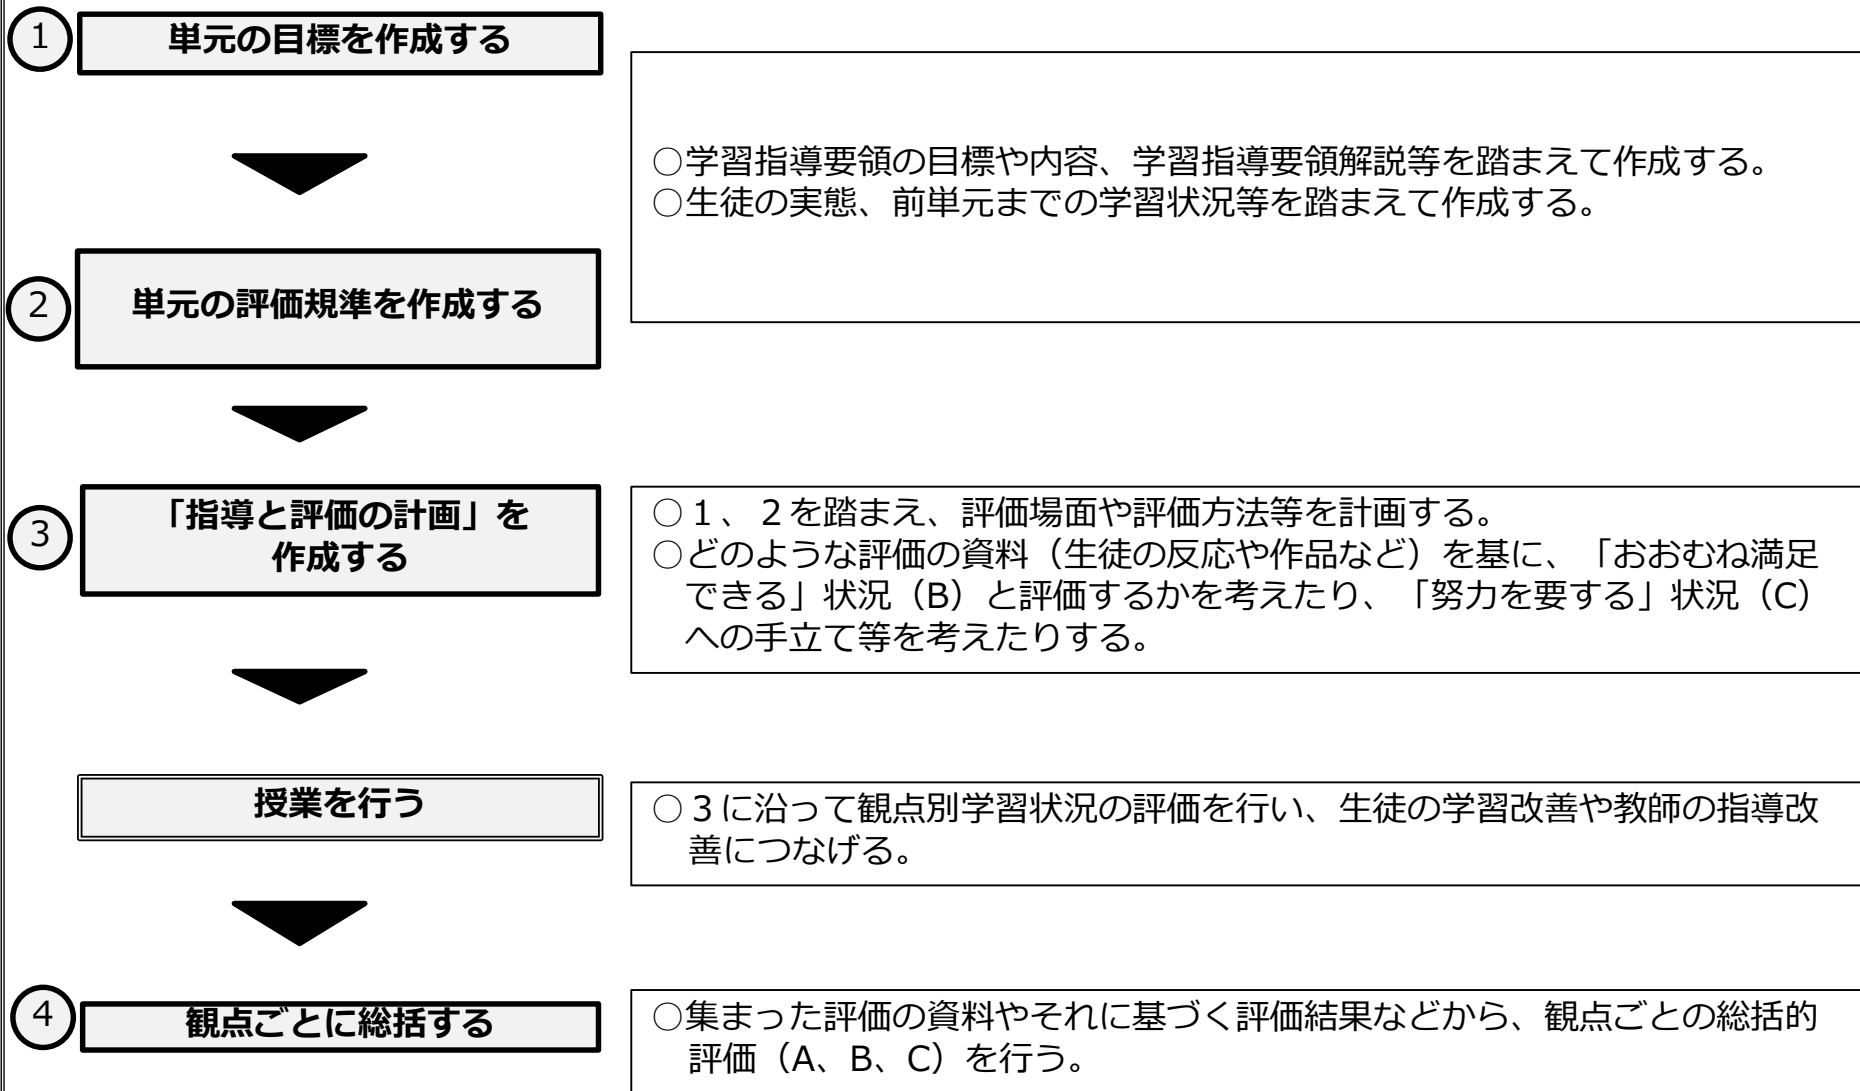 1
単元の目標を作成する
○学習指導要領の目標や内容、学習指導要領解説等を踏まえて作成する。
○生徒の実態、前単元までの学習状況等を踏まえて作成する。
2
単元の評価規準を作成する
3
「指導と評価の計画」を
作成する
○１、２を踏まえ、評価場面や評価方法等を計画する。
○どのような評価の資料（生徒の反応や作品など）を基に、「おおむね満足
できる」状況（B）と評価するかを考えたり、「努力を要する」状況（C）
への手立て等を考えたりする。
授業を行う
○３に沿って観点別学習状況の評価を行い、生徒の学習改善や教師の指導改
善につなげる。
4
観点ごとに総括する
○集まった評価の資料やそれに基づく評価結果などから、観点ごとの総括的
評価（A、B、C）を行う。